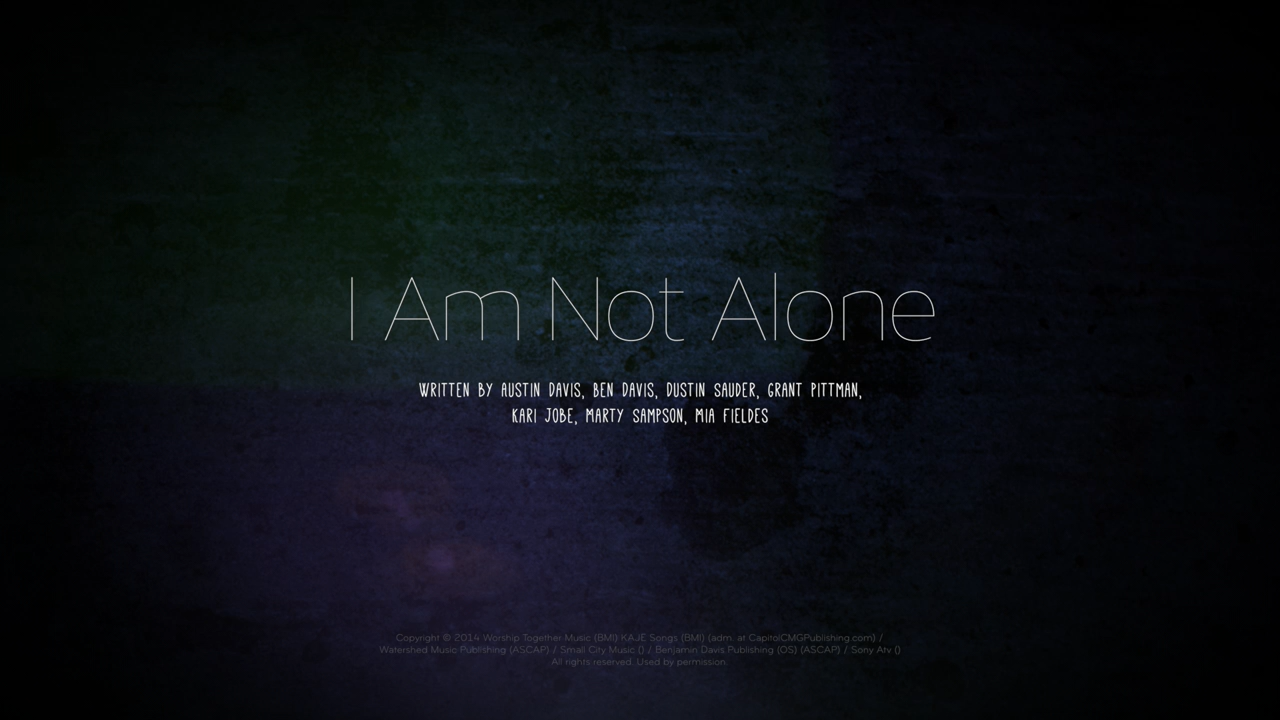 I Am Not Alone
WRITTEN BY AUSTIN DAVIS, BEN DAVIS, DUSTIN SAUDER, GRANT PITTMAN,
KARI JOBE, MARTY SAMPSON, MIA FIELDES
Copyright © 2014 Worship Together Music (BMI) KAJE Songs (BMI) (adm. at CapitolCMGPublishing.com) /
Watershed Music Publishing (ASCAP) / Small City Music () / Benjamin Davis Publishing (OS) (ASCAP) / Sony Atv ()
All rights reserved. Used by permission.